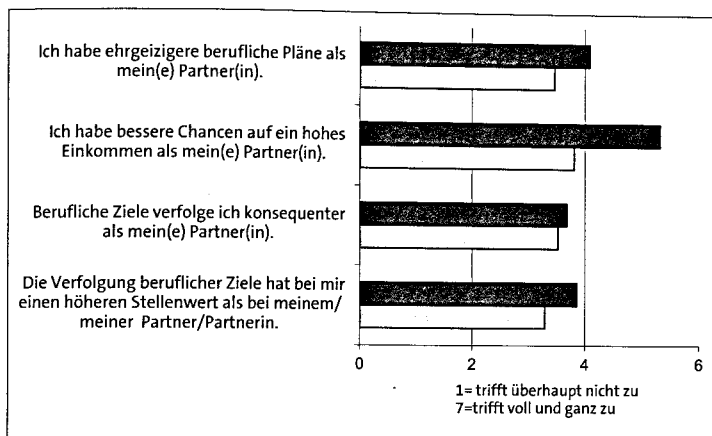 Ich habe ehrgeizigere berufliche Pläne als
mein(e) Partner(in).
Ich habe bessere Chancen auf ein hohes
Einkommen als mein(e) Partner(in).
Berufliche Ziele verfolge ich konsequenter
als mein(e) Partner(in).
Die Verfolgung beruflicher Ziele hat bei mir
einen höheren Stellenwert als bei meinem/
meiner Partner/Partnerin.
0 2 4 6
1= trifft überhaupt nicht zu
7=trifft voll und ganz zu